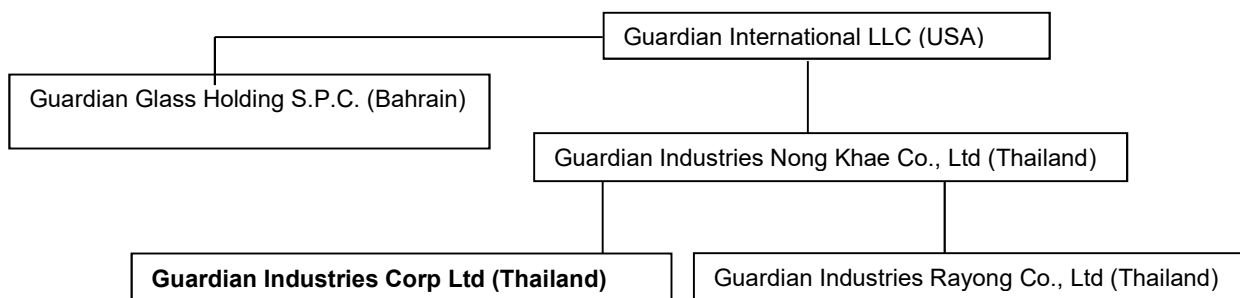 Guardian International LLC (USA)
Guardian Glass Holding S.P.C. (Bahrain)
Guardian Industries Nong Khae Co., Ltd (Thailand)
Guardian Industries Corp Ltd (Thailand)
Guardian Industries Rayong Co., Ltd (Thailand)